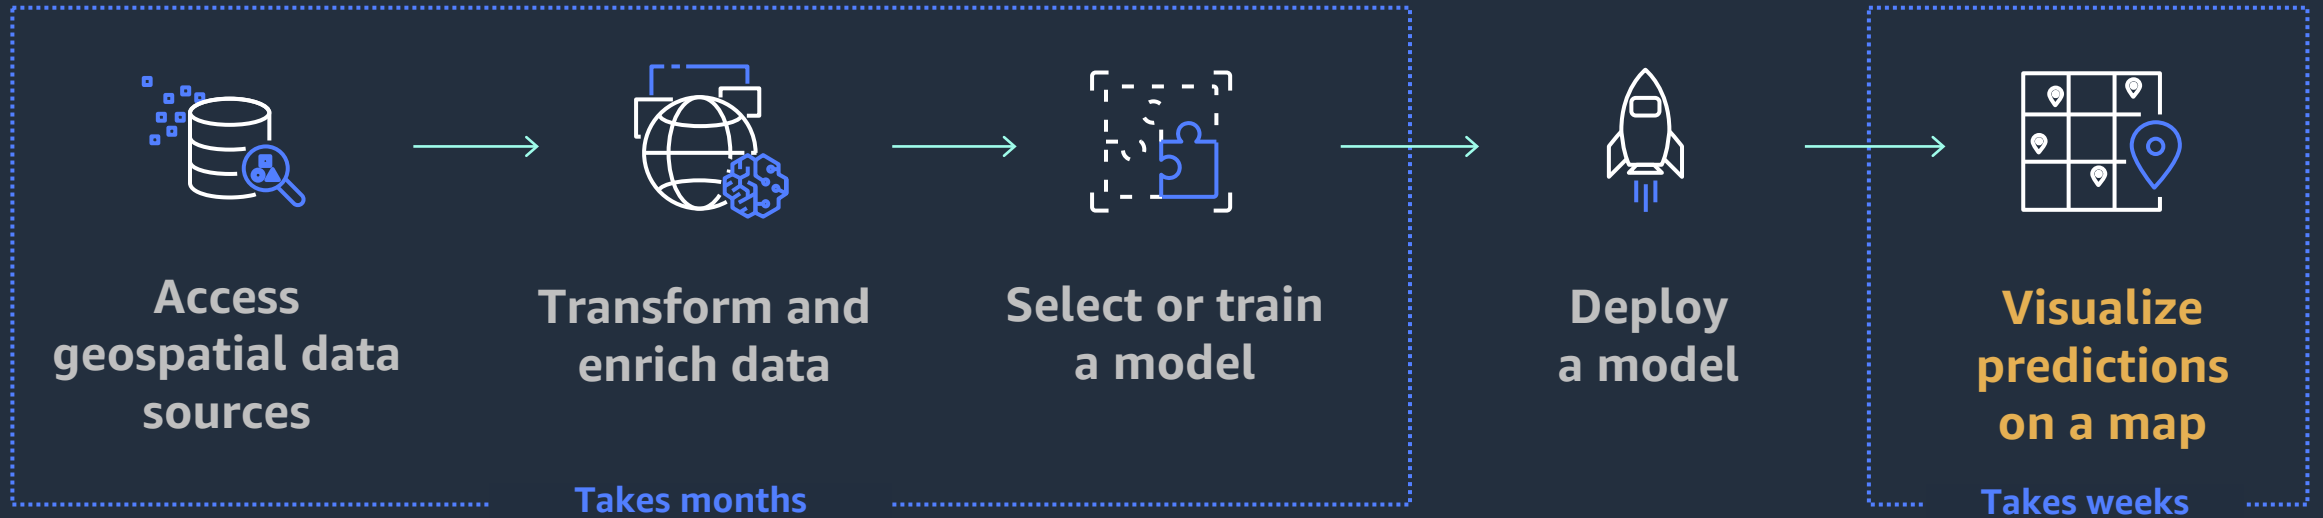 Access
geospatial data
sources
Transform and
enrich data
Select or train
a model
Deploy
a model
Visualize
predictions
on a map
Takes months
Takes weeks